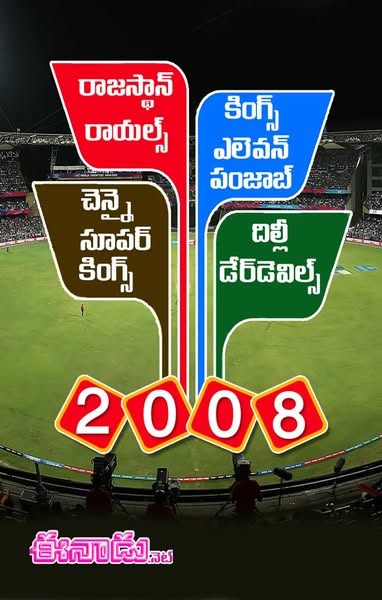 రాజస్థాన్
రాయల్స్
కింగ్స్
ఎలెవన్
పంజాబ్
చెన్నై
సూపర్
కింగ్స్
దిల్లీ
డేర్‌డెవిల్స్
2008
ఈనాడు.నెట్